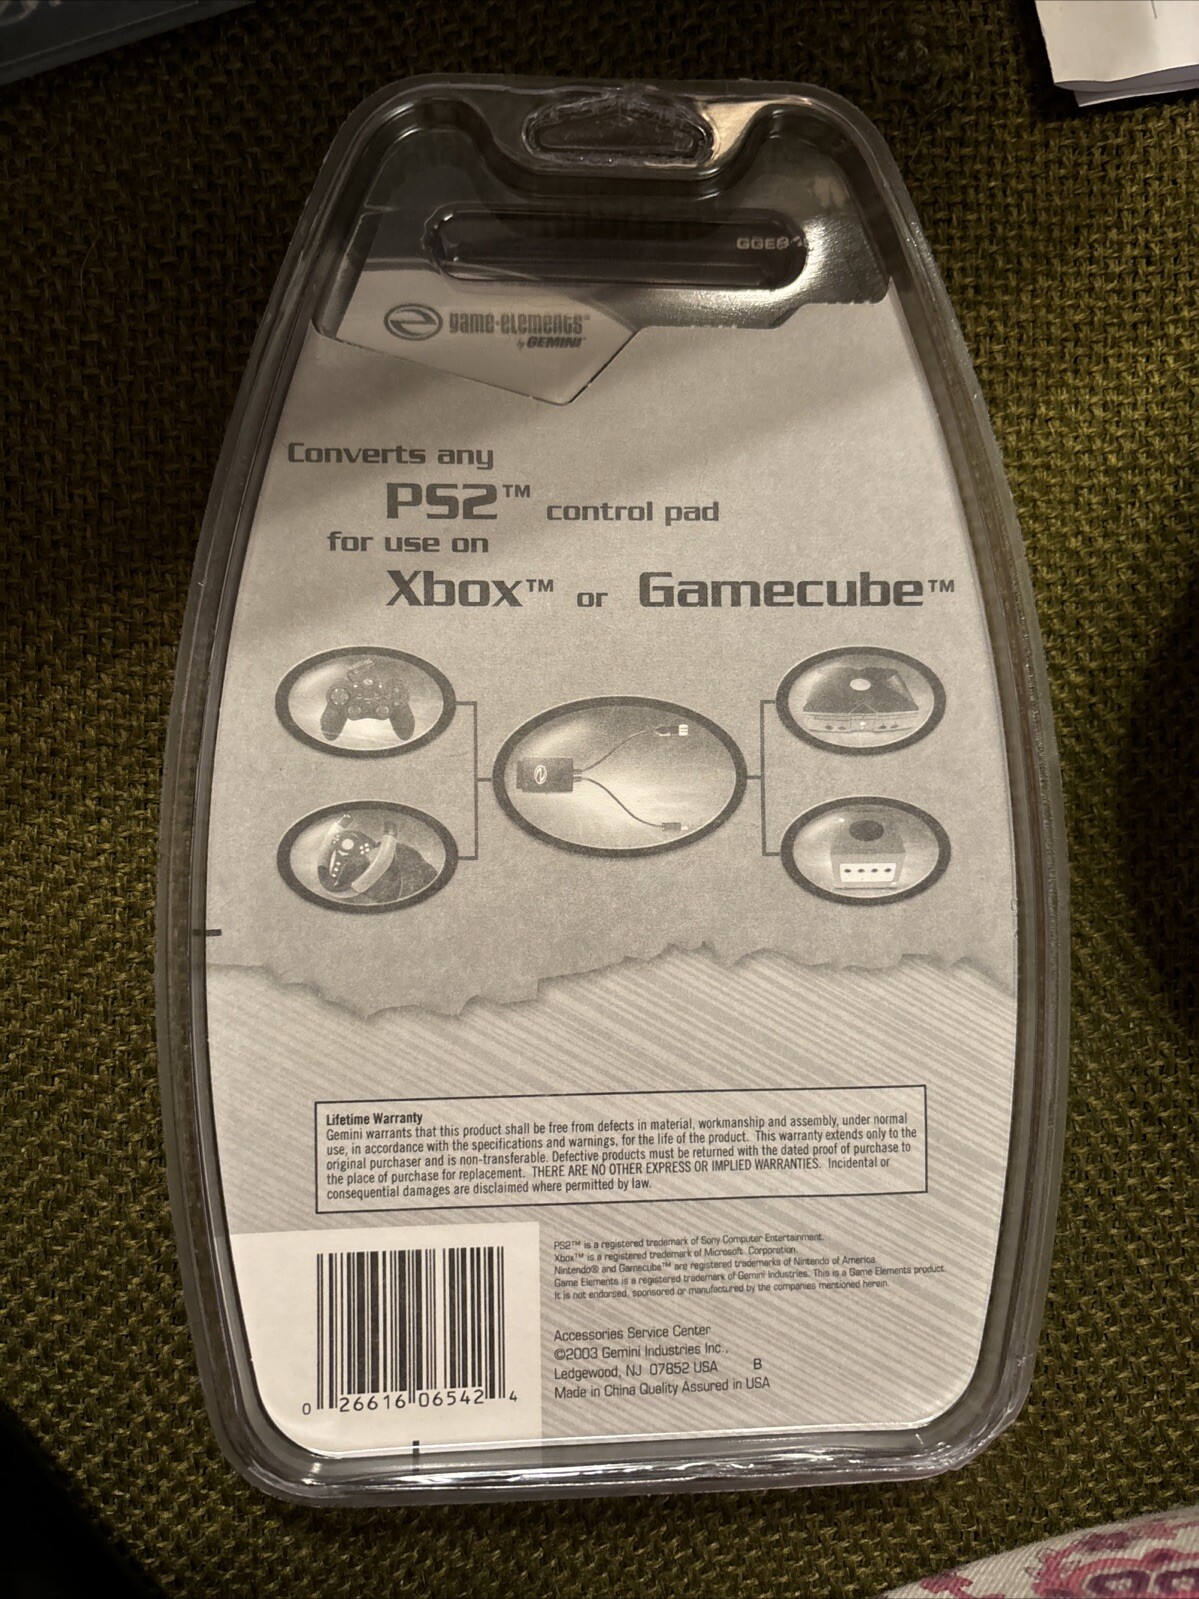 GGE8
game·elements™
by GEMINI™
Converts any
PS2™ control pad
for use on
Xbox™ or Gamecube™
Lifetime Warranty
Gemini warrants that this product shall be free from defects in material, workmanship and assembly, under normal
use, in accordance with the specifications and warnings, for the life of the product. This warranty extends only to the
original purchaser and is non-transferable. Defective products must be returned with the dated proof of purchase to
the place of purchase for replacement. THERE ARE NO OTHER EXPRESS OR IMPLIED WARRANTIES. Incidental or
consequential damages are disclaimed where permitted by law.
PS2™ is a registered trademark of Sony Computer Entertainment.
Xbox™ is a registered trademark of Microsoft Corporation.
Nintendo® and Gamecube™ are registered trademarks of Nintendo of America.
Game Elements is a registered trademark of Gemini Industries. This is a Game Elements product.
It is not endorsed, sponsored or manufactured by the companies mentioned herein.
Accessories Service Center
©2003 Gemini Industries Inc.,
Ledgewood, NJ 07852 USA B
Made in China Quality Assured in USA
0 26616 06542 4